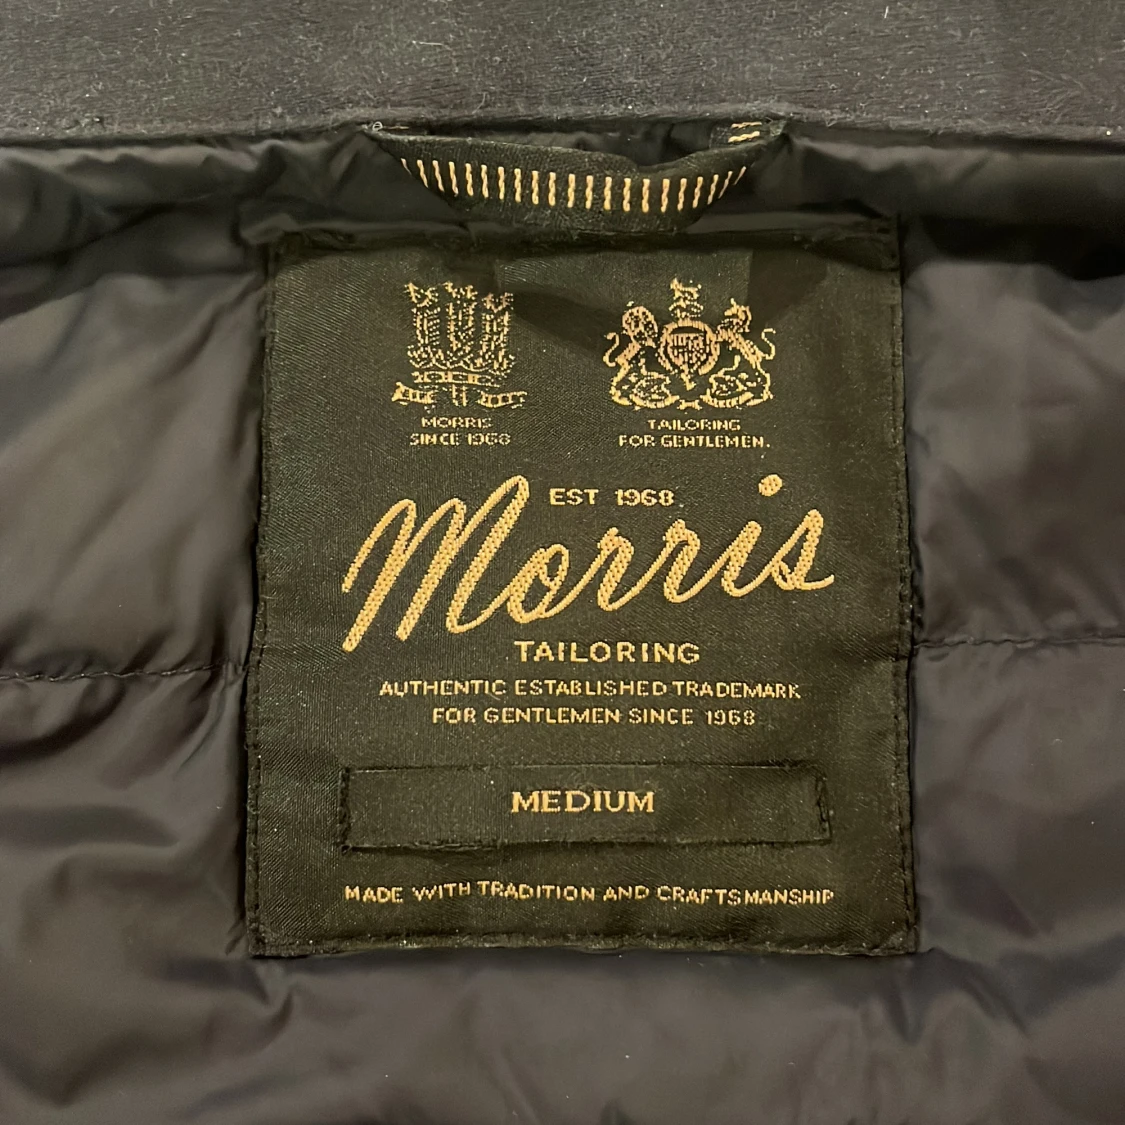 MORRIS
SINCE 1968
TAILORING
FOR GENTLEMEN.
EST 1968
Morris
TAILORING
AUTHENTIC ESTABLISHED TRADEMARK
FOR GENTLEMEN SINCE 1968
MEDIUM
MADE WITH TRADITION AND CRAFTSMANSHIP